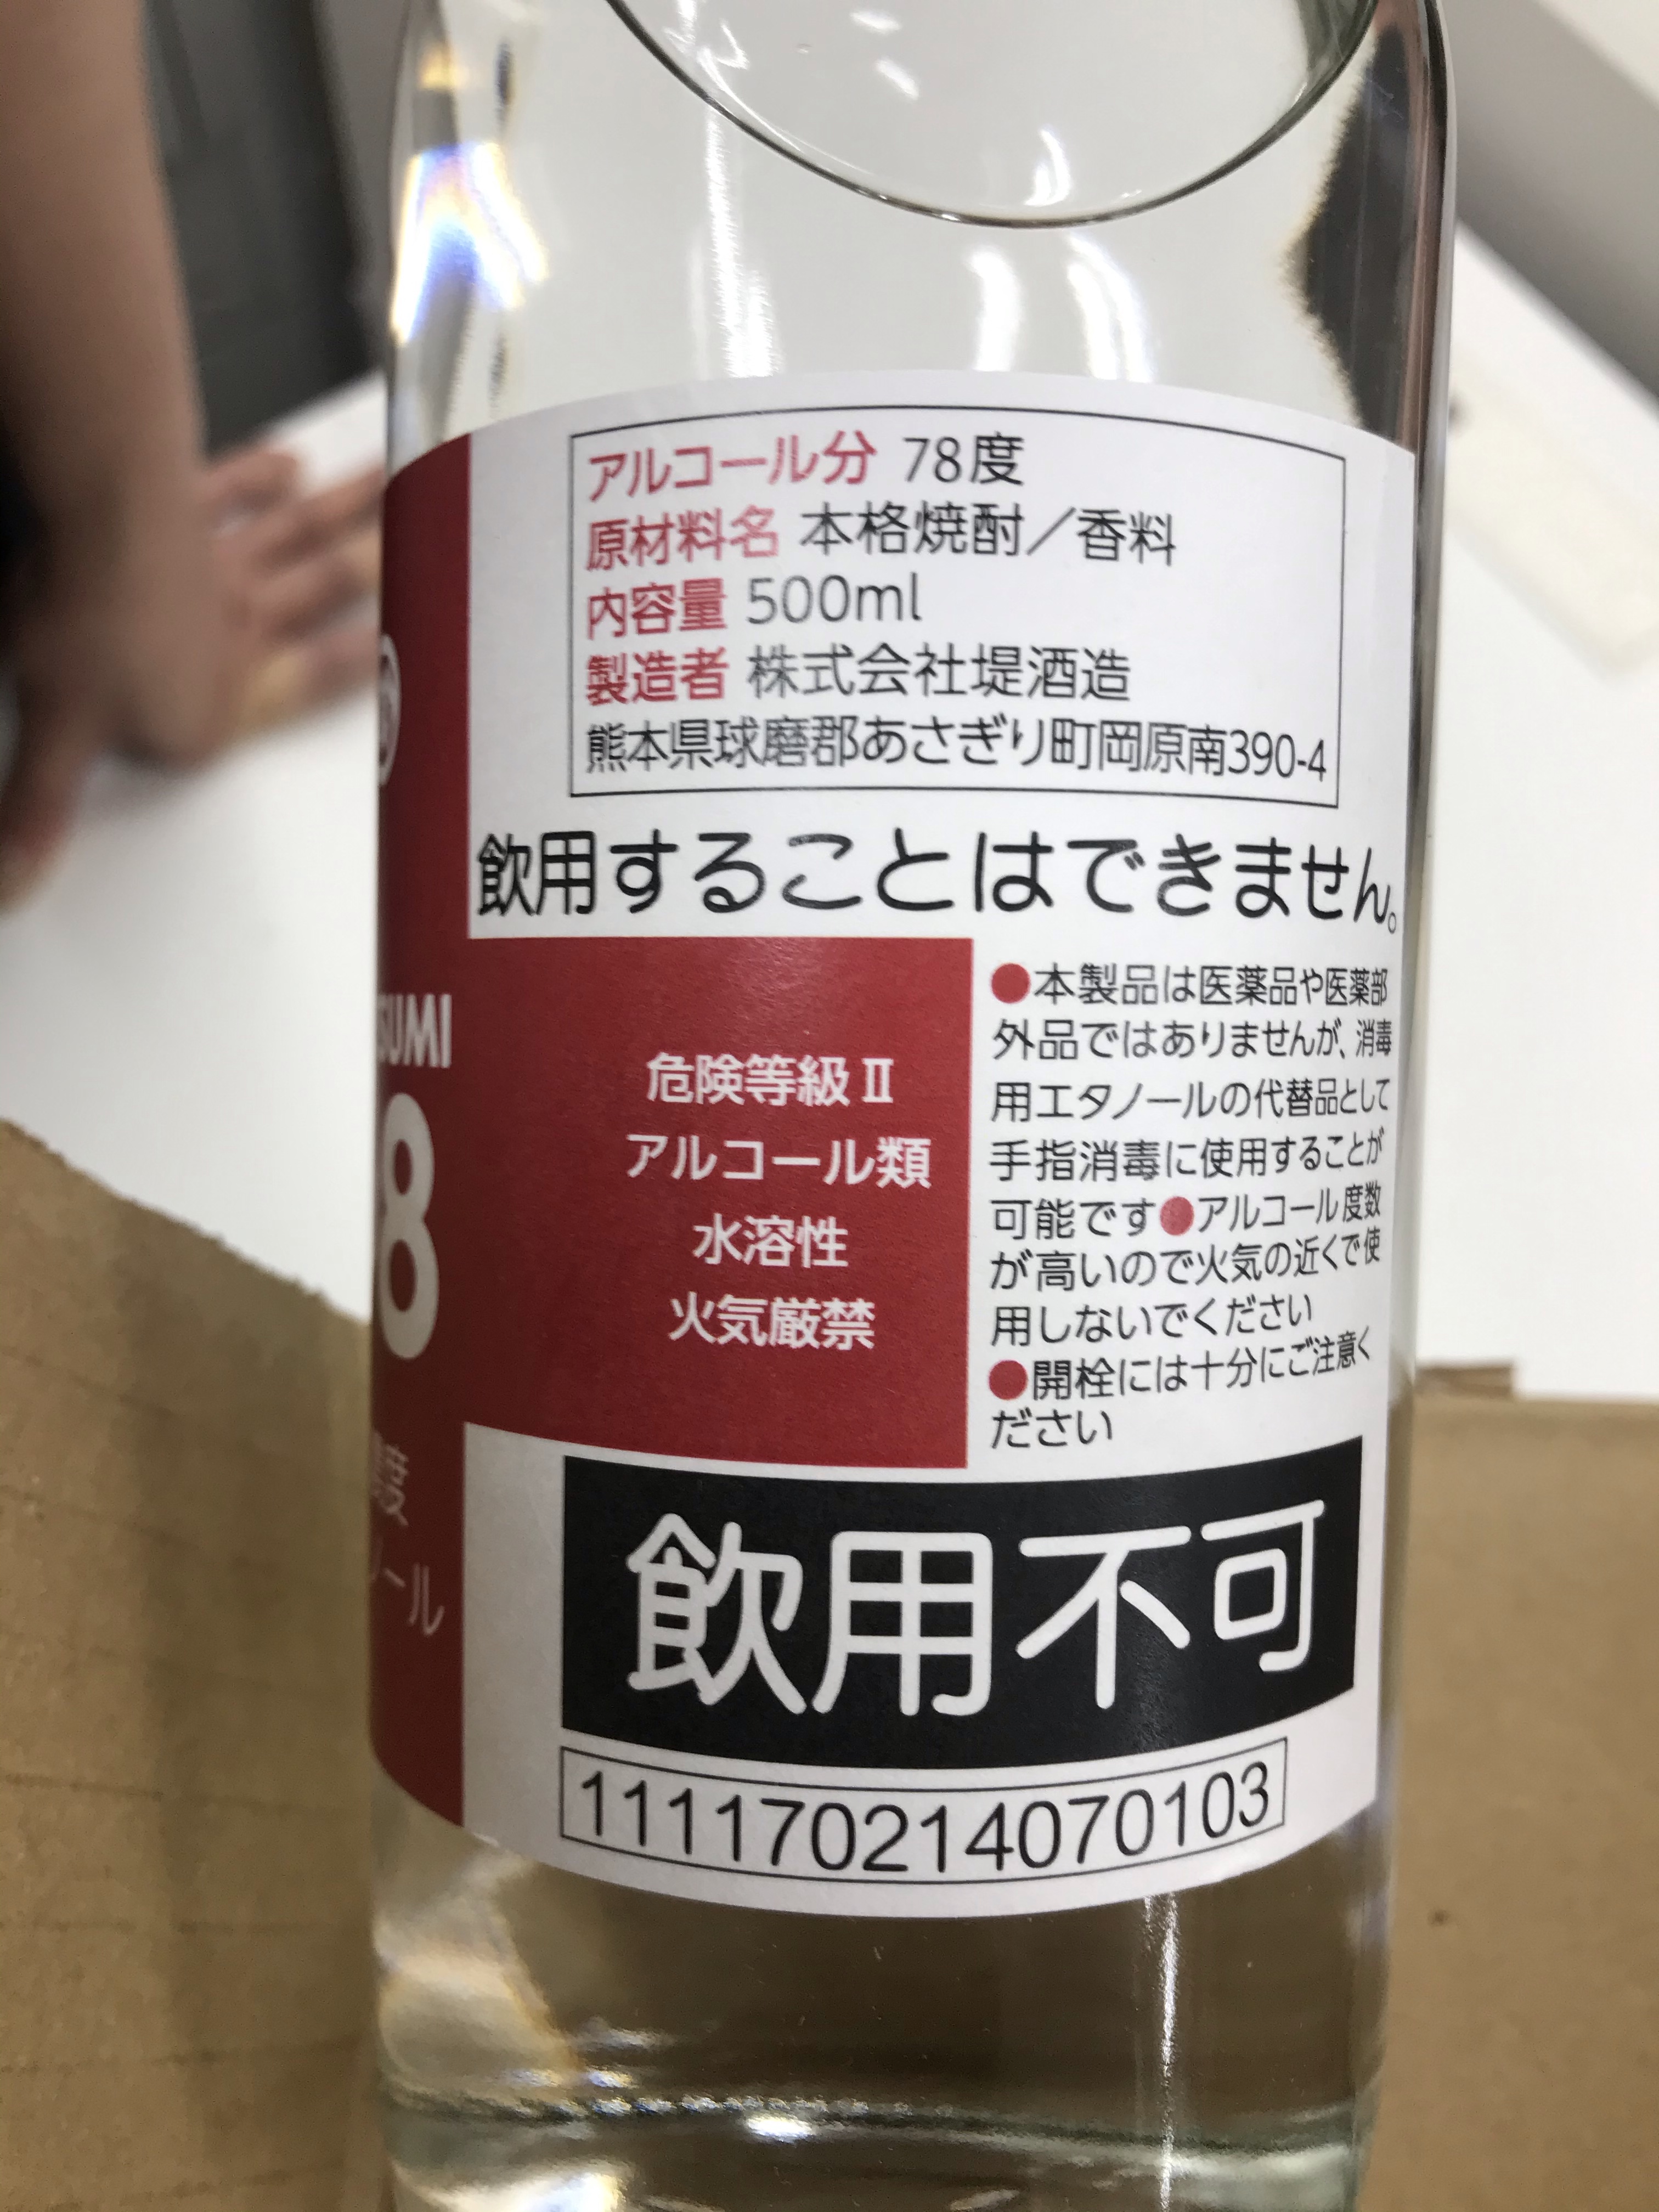 アルコール分 78度
原材料名 本格焼酎／香料
内容量 500ml
製造者 株式会社堤酒造
熊本県球磨郡あさぎり町岡原南390-4
飲用することはできません。
危険等級Ⅱ
アルコール類
水溶性
火気厳禁
●本製品は医薬品や医薬部
外品ではありませんが、消毒
用エタノールの代替品として
手指消毒に使用することが
可能です●アルコール度数
が高いので火気の近くで使
用しないでください
●開栓には十分にご注意く
ださい
飲用不可
111170214070103
SUMI
8
度
ール